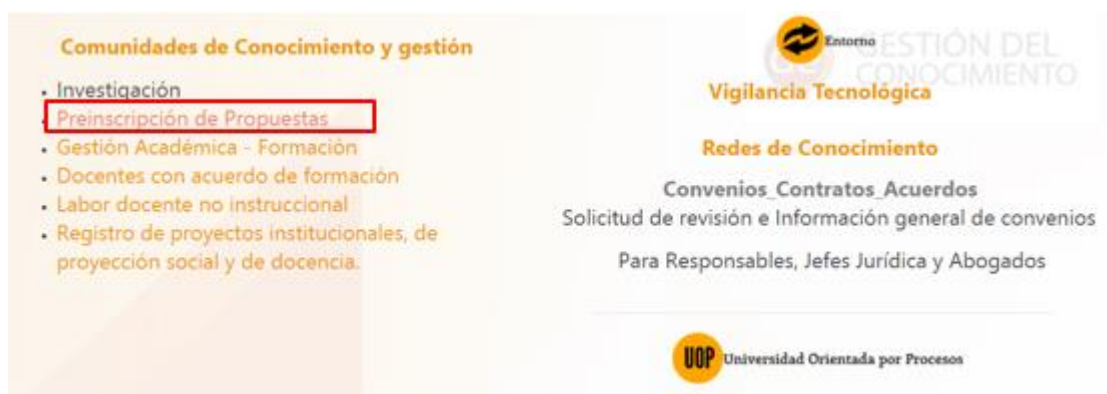 Comunidades de Conocimiento y gestión
Investigación
Preinscripción de Propuestas
Gestión Académica - Formación
Docentes con acuerdo de formación
Labor docente no instruccional
Registro de proyectos institucionales, de
proyección social y de docencia.
Entorno
GESTIÓN DEL
CONOCIMIENTO
Vigilancia Tecnológica
Redes de Conocimiento
Convenios_Contratos_Acuerdos
Solicitud de revisión e Información general de convenios
Para Responsables, Jefes Jurídica y Abogados
UOP Universidad Orientada por Procesos